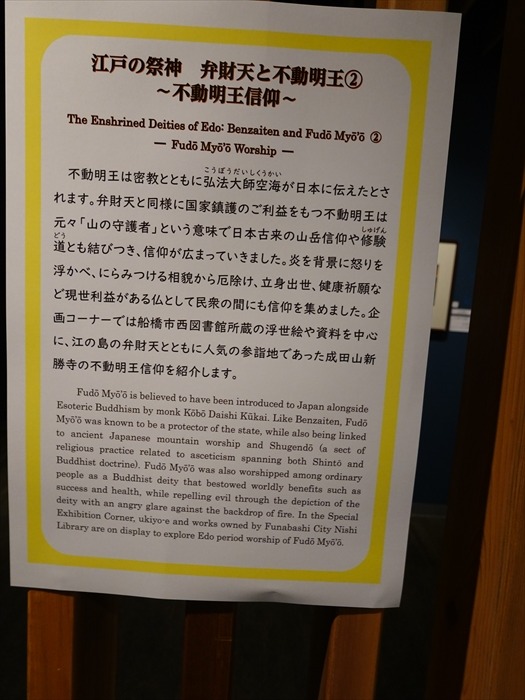 江戸の祭神　弁財天と不動明王②
～不動明王信仰～
The Enshrined Deities of Edo: Benzaiten and Fudō Myō'ō ②
― Fudō Myō'ō Worship ―
こうぼうだいしくうかい
不動明王は密教とともに弘法大師空海が日本に伝えたとさ
れます。弁財天と同様に国家鎮護のご利益をもつ不動明王は
しゅげん
元々「山の守護者」という意味で日本古来の山岳信仰や修験
どう
道とも結びつき、信仰が広まっていきました。炎を背景に怒りを
浮かべ、にらみつける相貌から厄除け、立身出世、健康祈願な
ど現世利益がある仏として民衆の間にも信仰を集めました。企
画コーナーでは船橋市西図書館所蔵の浮世絵や資料を中心
に、江の島の弁財天とともに人気の参詣地であった成田山新
勝寺の不動明王信仰を紹介します。
Fudō Myō'ō is believed to have been introduced to Japan alongside
Esoteric Buddhism by monk Kōbō Daishi Kūkai. Like Benzaiten, Fudō
Myō'ō was known to be a protector of the state, while also being linked
to ancient Japanese mountain worship and Shugendō (a sect of
religious practice related to asceticism spanning both Shintō and
Buddhist doctrine). Fudō Myō'ō was also worshipped among ordinary
people as a Buddhist deity that bestowed worldly benefits such as
success and health, while repelling evil through the depiction of the
deity with an angry glare against the backdrop of fire. In the Special
Exhibition Corner, ukiyo-e and works owned by Funabashi City Nishi
Library are on display to explore Edo period worship of Fudō Myō'ō.